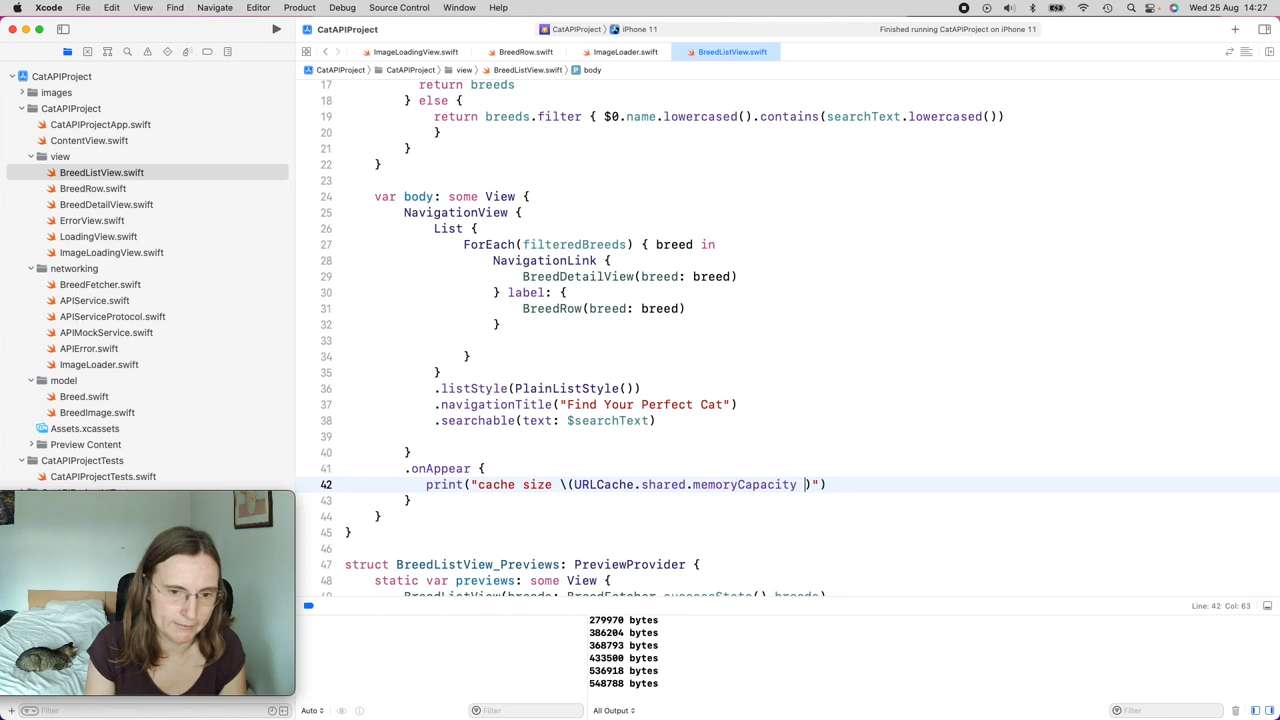 Xcode File Edit View Find Navigate Editor Product Debug Source Control Window Help Mon 24. Jan 14:27
CatAPIProject
CatAPIProject 〉 iPhone 11
Finished running CatAPIProject on iPhone 11
ImageLoadingView.swift BreedRow.swift ImageLoader.swift BreedListView.swift
CatAPIProject 〉 CatAPIProject 〉 view 〉 BreedListView.swift 〉 P body
CatAPIProject
images
CatAPIProject
CatAPIProjectApp.swift
ContentView.swift
view
BreedListView.swift
BreedRow.swift
BreedDetailView.swift
ErrorView.swift
LoadingView.swift
ImageLoadingView.swift
networking
BreedFetcher.swift
APIService.swift
APIServiceProtocol.swift
APIMockService.swift
APIError.swift
ImageLoader.swift
model
Breed.swift
BreedImage.swift
Assets.xcassets
Preview Content
CatAPIProjectTests
CatAPIProjectTests.swift
Filter
17 return breeds
18 } else {
19 return breeds.filter { $0.name.lowercased().contains(searchText.lowercased())
20 }
21 }
22 }
23
24 var body: some View {
25 NavigationView {
26 List {
27 ForEach(filteredBreeds) { breed in
28 NavigationLink {
29 BreedDetailView(breed: breed)
30 } label: {
31 BreedRow(breed: breed)
32 }
33
34 }
35 }
36 .listStyle(PlainListStyle())
37 .navigationTitle("Find Your Perfect Cat")
38 .searchable(text: $searchText)
39
40 }
41 .onAppear {
42 print("cache size \(URLCache.shared.memoryCapacity )")
43 }
44 }
45 }
46
47 struct BreedListView_Previews: PreviewProvider {
48 static var previews: some View {
49 BreedListView(breeds: BreedFetcher.successState().breeds)
Line: 42 Col: 63
279970 bytes
386204 bytes
368793 bytes
433500 bytes
536918 bytes
548788 bytes
Auto Filter All Output Filter